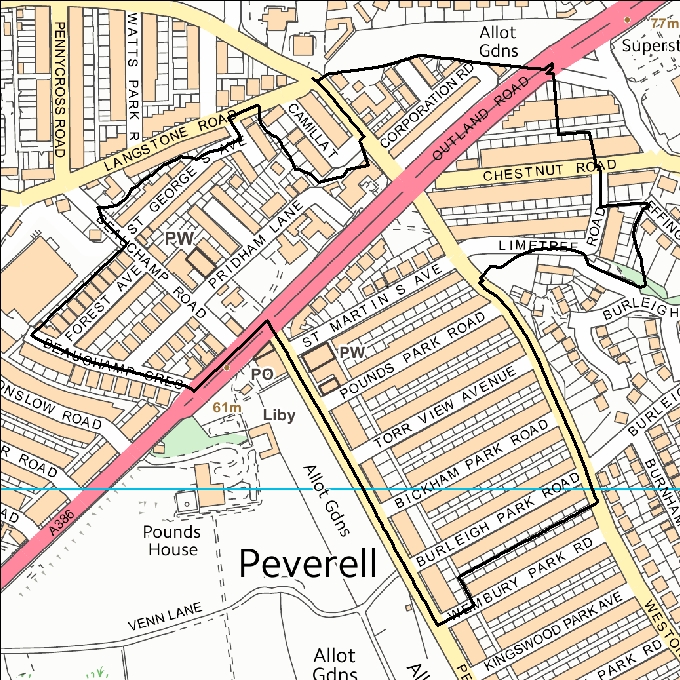 Allot
Gdns
77m
Superst
PENNYCROSS ROAD
WATTS PARK R
LANGSTONE ROAD
CAMILLA T
CORPORATION RD
OUTLAND ROAD
CHESTNUT ROAD
ST GEORGE S AVE
PW
PRIDHAM LANE
CHAMP ROAD
FOREST AVE
BEAUCHAMP CRES
LIMETREE ROAD
EFFING
BURLEIGH
ST MARTIN S AVE
PW
POUNDS PARK ROAD
PO
61m
Liby
ONSLOW ROAD
R ROAD
AD
TORR VIEW AVENUE
BICKHAM PARK ROAD
BURLEIGH PARK ROAD
BURLEI
BURNHAM
Allot Gdns
A386
Pounds
House
Peverell
WEMBURY PARK RD
KINGSWOOD PARK AVE
PARK RD
WESTO
VENN LANE
Allot
Gdns
All
PE